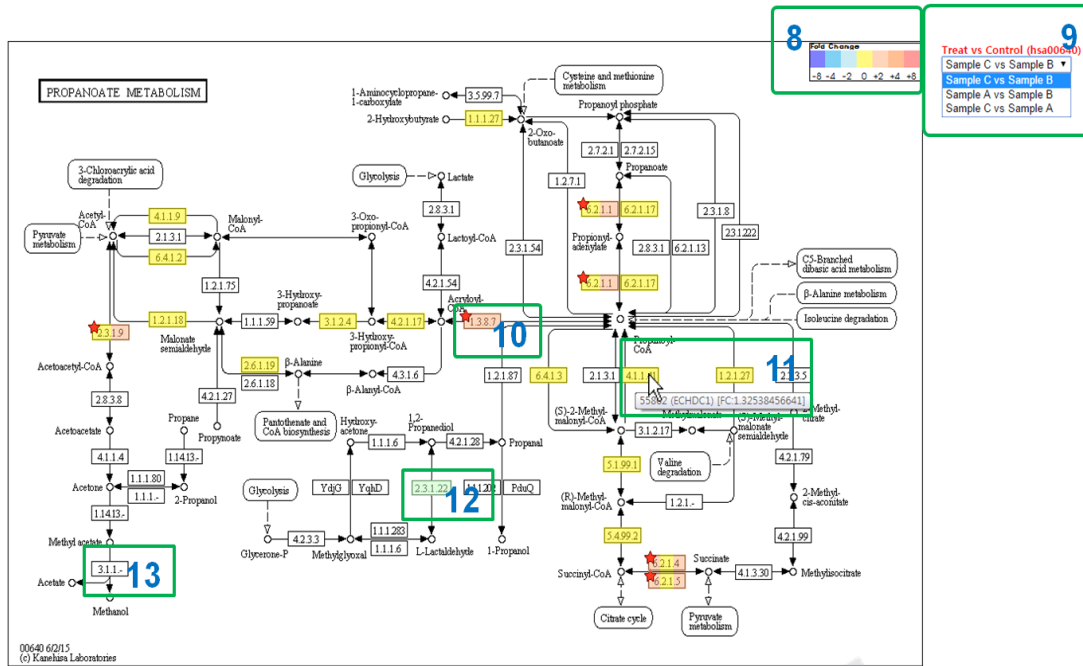 8
Fold Change
-8 -4 -2 0 +2 +4 +8
9
Treat vs Control (hsa00640)
Sample C vs Sample B
Sample C vs Sample B
Sample A vs Sample B
Sample C vs Sample A
PROPANOATE METABOLISM
1-Aminocyclopropane-
1-carboxylate
3.5.99.7
2-Hydroxybutyrate
1.1.1.27
2-Oxo-
butanoate
Cysteine and methionine
metabolism
Propanoyl phosphate
2.7.2.1
2.7.2.15
Propanoate
1.2.7.1
6.2.1.1
6.2.1.17
2.3.1.8
2.3.1.222
Propionyl-
adenylate
2.3.1.54
2.8.3.1
6.2.1.13
6.2.1.1
6.2.1.17
C5-Branched
dibasic acid metabolism
β-Alanine metabolism
Isoleucine degradation
Propanoyl-
CoA
3-Chloroacrylic acid
degradation
Pyruvate
metabolism
Acetyl-
CoA
4.1.1.9
2.1.3.1
6.4.1.2
Malonyl-
CoA
Glycolysis
Lactate
2.8.3.1
3-Oxo-
propionyl-CoA
Lactoyl-CoA
4.2.1.54
1.2.1.75
3-Hydroxy-
propanoate
Acryloyl-
CoA
2.3.1.9
1.2.1.18
1.1.1.59
3.1.2.4
4.2.1.17
1.3.8.7
10
Malonate
semialdehyde
3-Hydroxy-
propionyl-CoA
Acetoacetyl-CoA
2.6.1.19
2.6.1.18
β-Alanine
4.3.1.6
β-Alanyl-CoA
1.2.1.87
6.4.1.3
2.1.3.1
1.2.1.27
11
55862 (ECHDC1) [FC:1.32538456641]
2.8.3.8
4.2.1.27
Pantothenate and
CoA biosynthesis
(S)-2-Methyl-
malonyl-CoA
3.1.2.17
semialdehyde
Acetoacetate
Propane
Propynoate
Hydroxy-
acetone
1.1.1.6
1,2-
Propanediol
4.2.1.28
Propanal
Valine
degradation
4.1.1.4
1.14.13.-
5.1.99.1
4.2.1.79
Acetone
1.1.1.80
1.1.1.-
2-Propanol
Glycolysis
YdjG
YqhD
2.3.1.22
12
PduQ
(R)-Methyl-
malonyl-CoA
1.2.1.-
2-Methyl-
cis-aconitate
1.14.13.-
Methyl acetate
4.2.3.3
1.1.1.283
1.1.1.6
5.4.99.2
4.2.1.99
Glycerone-P
Methylglyoxal
L-Lactaldehyde
1-Propanol
3.1.1.-
13
Acetate
Methanol
Succinyl-CoA
6.2.1.4
6.2.1.5
Succinate
4.1.3.30
Methylisocitrate
Citrate cycle
Pyruvate
metabolism
00640 6/2/15
(c) Kanehisa Laboratories